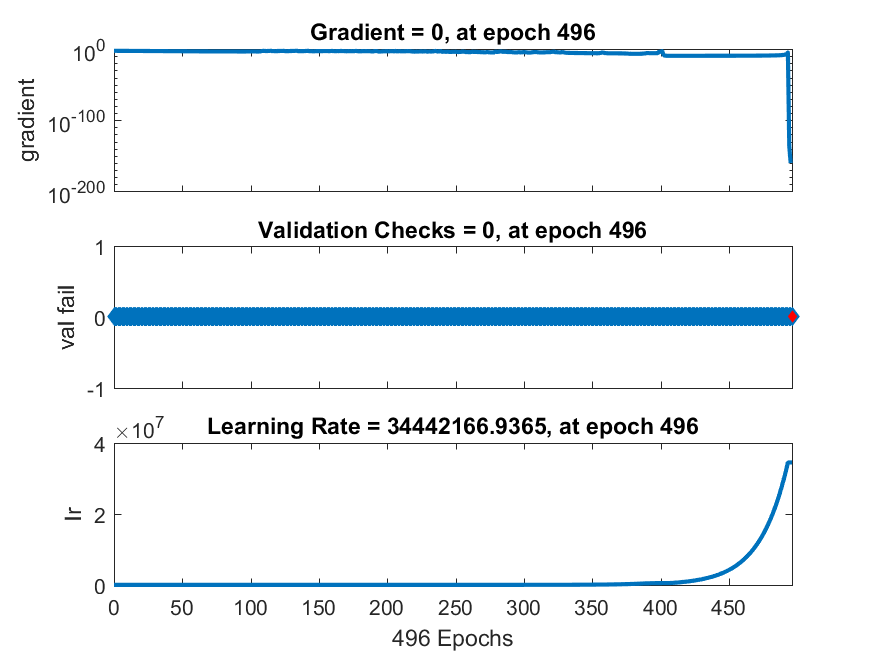 Gradient = 0, at epoch 496
10^0
10^-100
10^-200
gradient
Validation Checks = 0, at epoch 496
1
0
-1
val fail
Learning Rate = 34442166.9365, at epoch 496
×10^7
4
2
0
lr
0 50 100 150 200 250 300 350 400 450
496 Epochs